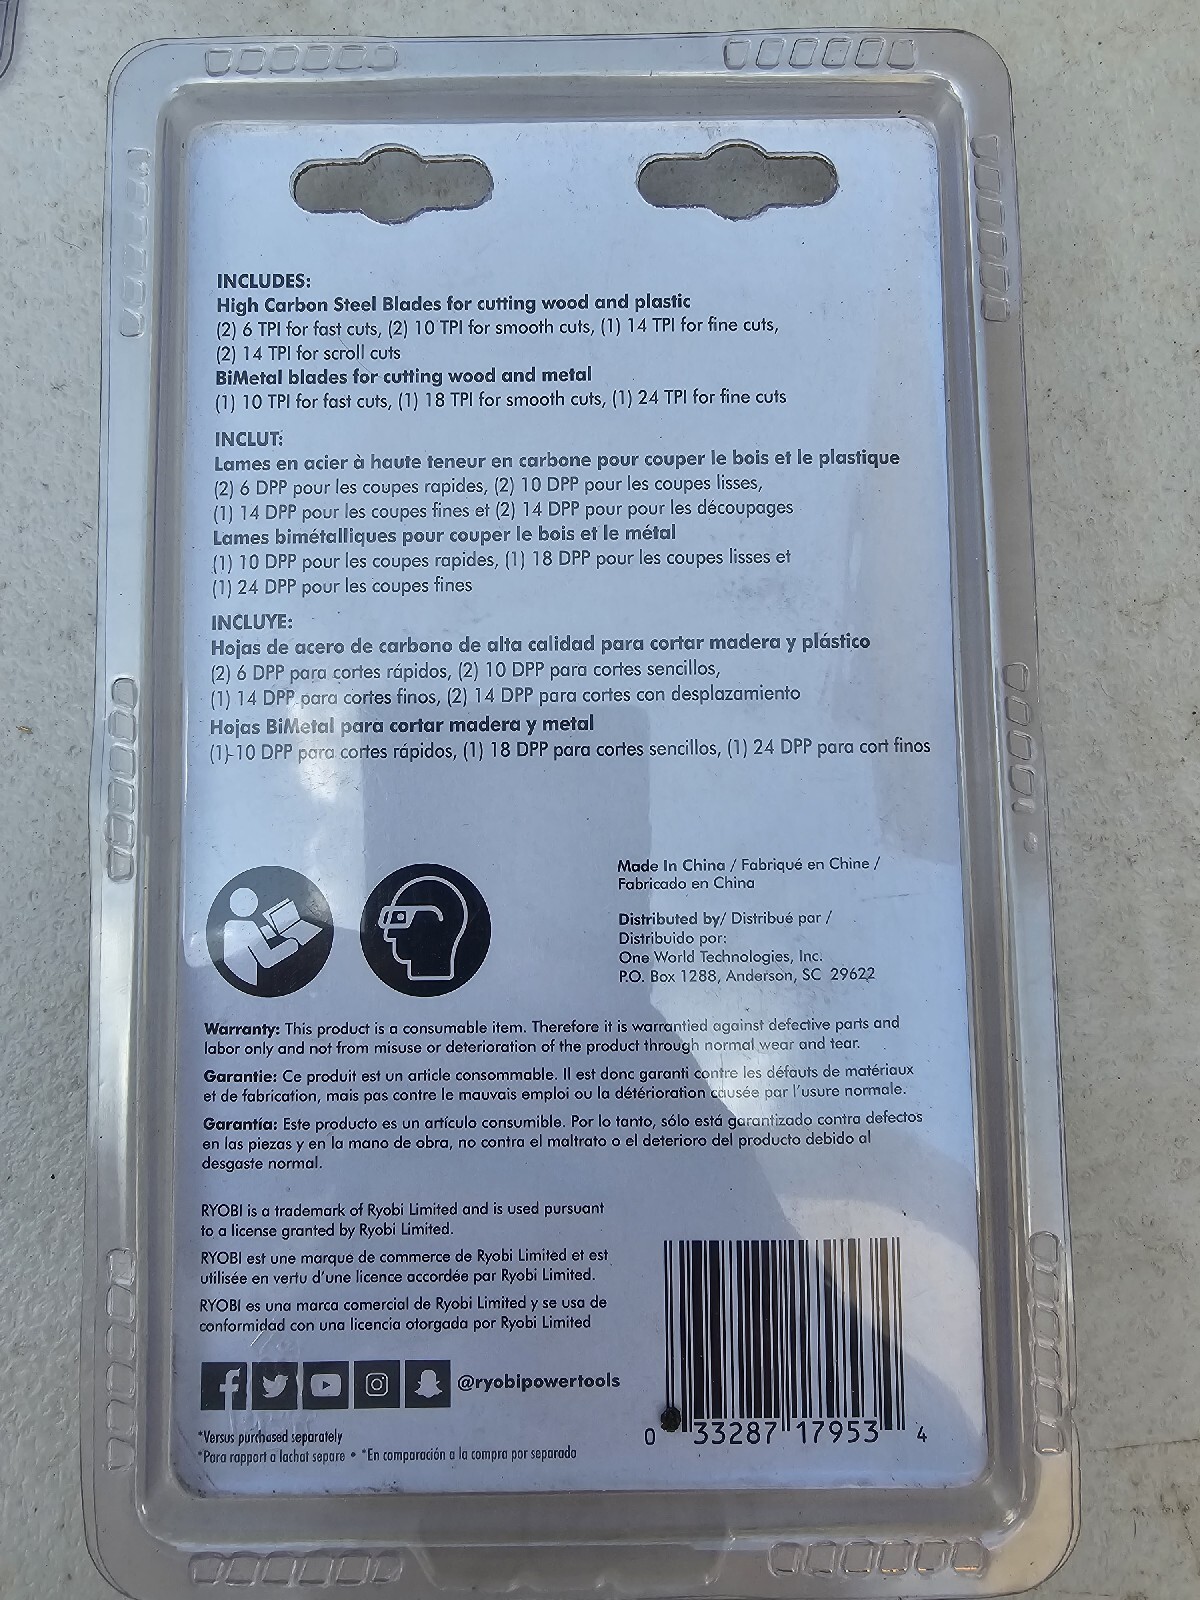 INCLUDES:
High Carbon Steel Blades for cutting wood and plastic
(2) 6 TPI for fast cuts, (2) 10 TPI for smooth cuts, (1) 14 TPI for fine cuts,
(2) 14 TPI for scroll cuts
BiMetal blades for cutting wood and metal
(1) 10 TPI for fast cuts, (1) 18 TPI for smooth cuts, (1) 24 TPI for fine cuts
INCLUT:
Lames en acier à haute teneur en carbone pour couper le bois et le plastique
(2) 6 DPP pour les coupes rapides, (2) 10 DPP pour les coupes lisses,
(1) 14 DPP pour les coupes fines et (2) 14 DPP pour pour les découpages
Lames bimétalliques pour couper le bois et le métal
(1) 10 DPP pour les coupes rapides, (1) 18 DPP pour les coupes lisses et
(1) 24 DPP pour les coupes fines
INCLUYE:
Hojas de acero de carbono de alta calidad para cortar madera y plástico
(2) 6 DPP para cortes rápidos, (2) 10 DPP para cortes sencillos,
(1) 14 DPP para cortes finos, (2) 14 DPP para cortes con desplazamiento
Hojas BiMetal para cortar madera y metal
(1) 10 DPP para cortes rápidos, (1) 18 DPP para cortes sencillos, (1) 24 DPP para cort finos
Made In China / Fabriqué en Chine /
Fabricado en China
Distributed by/ Distribué par /
Distribuido por:
One World Technologies, Inc.
P.O. Box 1288, Anderson, SC 29622
Warranty: This product is a consumable item. Therefore it is warrantied against defective parts and
labor only and not from misuse or deterioration of the product through normal wear and tear.
Garantie: Ce produit est un article consommable. Il est donc garanti contre les défauts de matériaux
et de fabrication, mais pas contre le mauvais emploi ou la détérioration causée par l'usure normale.
Garantía: Este producto es un artículo consumible. Por lo tanto, sólo está garantizado contra defectos
en las piezas y en la mano de obra, no contra el maltrato o el deterioro del producto debido al
desgaste normal.
RYOBI is a trademark of Ryobi Limited and is used pursuant
to a license granted by Ryobi Limited.
RYOBI est une marque de commerce de Ryobi Limited et est
utilisée en vertu d'une licence accordée par Ryobi Limited.
RYOBI es una marca comercial de Ryobi Limited y se usa de
conformidad con una licencia otorgada por Ryobi Limited
@ryobipowertools
*Versus purchased separately
*Para rapport a lachat separe • *En comparación a la compra por separado
0 33287 17953 4